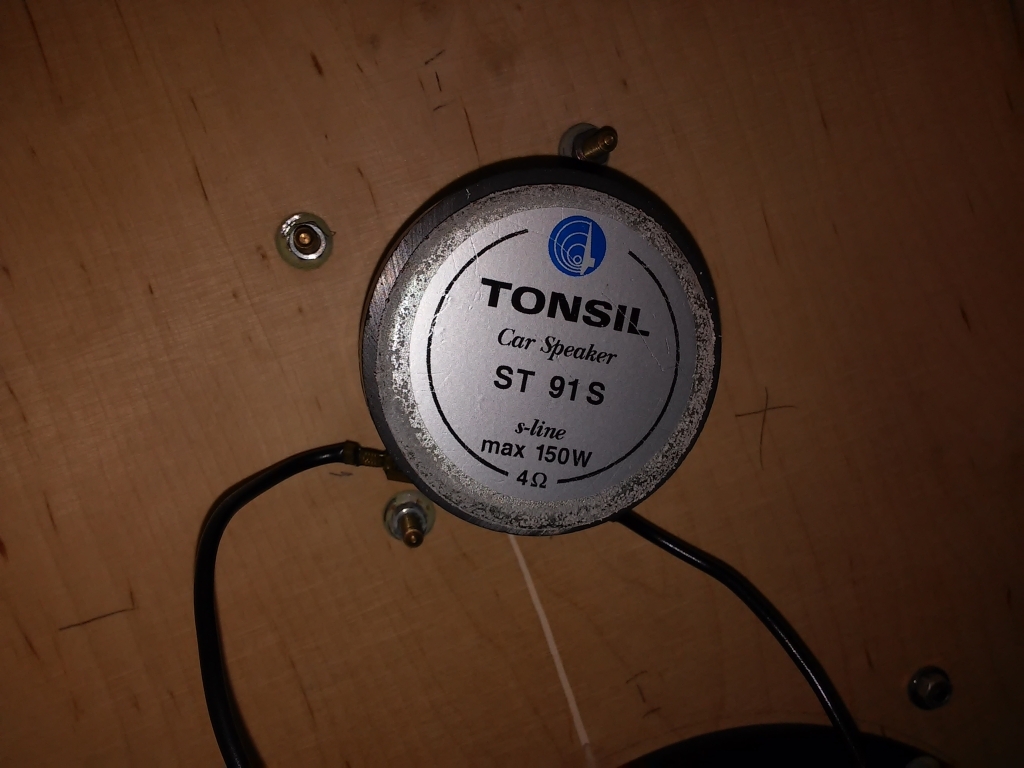 TONSIL
Car Speaker
ST 91 S
s-line
max 150W
4Ω